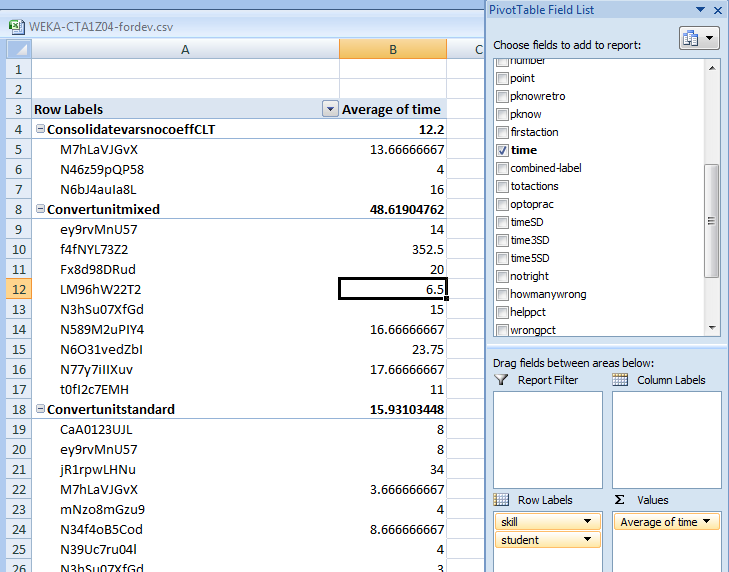 WEKA-CTA1Z04-fordev.csv
A B C
1
2
3 Row Labels Average of time
4 ConsolidatevarsnocoeffCLT 12.2
5 M7hLaVJGvX 13.66666667
6 N46z59pQP58 4
7 N6bJ4auIa8L 16
8 Convertunitmixed 48.61904762
9 ey9rvMnU57 14
10 f4fNYL73Z2 352.5
11 Fx8d98DRud 20
12 LM96hW22T2 6.5
13 N3hSu07XfGd 15
14 N589M2uPIY4 16.66666667
15 N6O31vedZbI 23.75
16 N77y7iIIXuv 17.66666667
17 t0fI2c7EMH 11
18 Convertunitstandard 15.93103448
19 CaA0123UJL 8
20 ey9rvMnU57 8
21 jR1rpwLHNu 34
22 M7hLaVJGvX 3.666666667
23 mNzo8mGzu9 4
24 N34f4oB5Cod 8.666666667
25 N39Uc7ru04l 4
26 N3hSu07XfGd 3
PivotTable Field List
Choose fields to add to report:
number
point
pknowretro
pknow
firstaction
time
combined-label
totactions
optoprac
timeSD
time3SD
time5SD
notright
howmanywrong
helppct
wrongpct
Drag fields between areas below:
Report Filter Column Labels
Row Labels Σ Values
skill Average of time
student